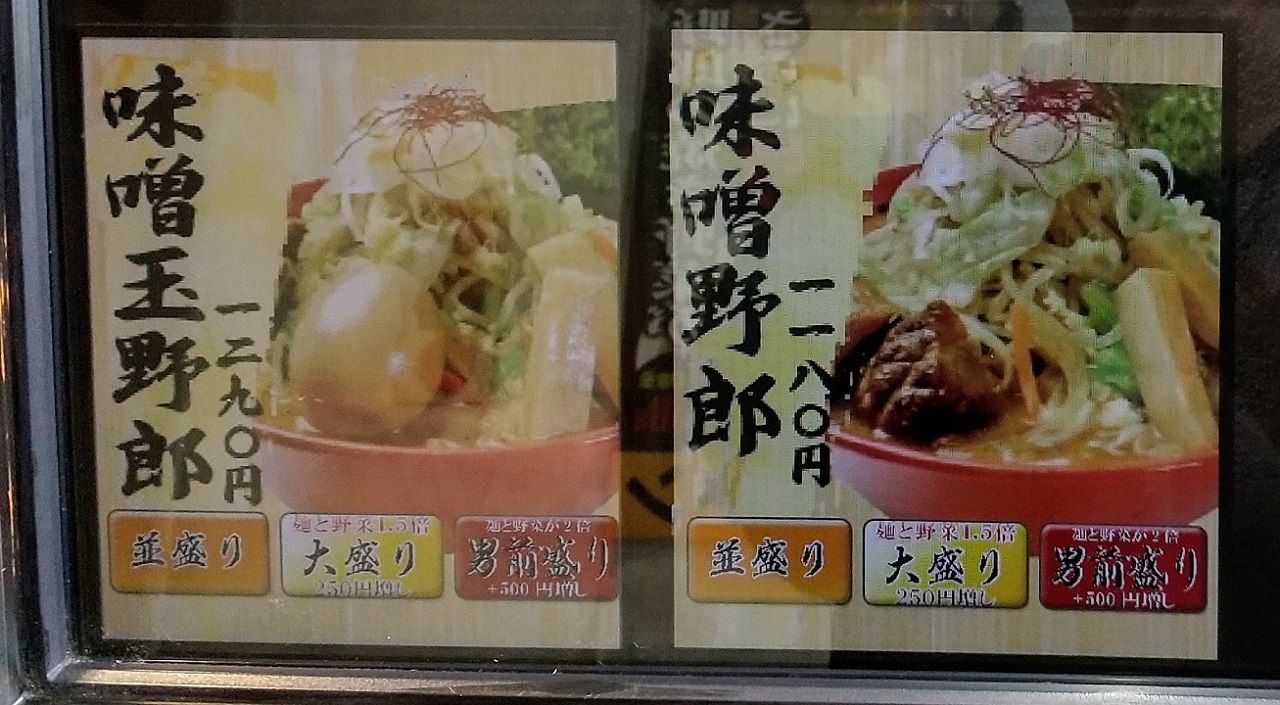 味噌玉野郎
一二九〇円
並盛り
麺と野菜1.5倍
大盛り
250円増し
麺と野菜が2倍
男前盛り
+500円増し
味噌野郎
一一八〇円
並盛り
麺と野菜1.5倍
大盛り
250円増し
麺と野菜が2倍
男前盛り
+500円増し